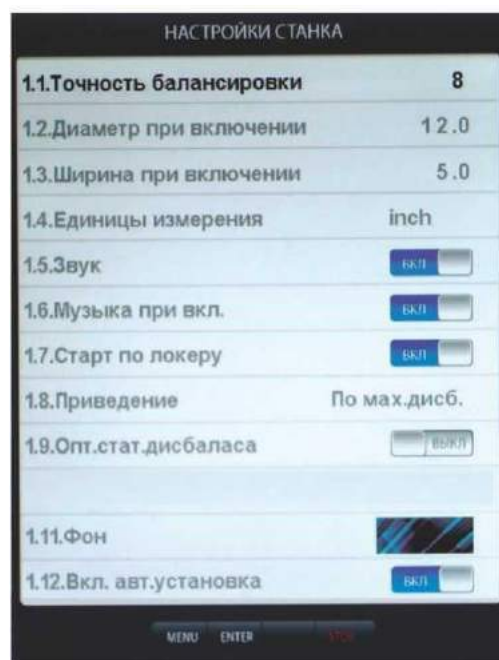 НАСТРОЙКИ СТАНКА
1.1.Точность балансировки 8
1.2.Диаметр при включении 12.0
1.3.Ширина при включении 5.0
1.4.Единицы измерения inch
1.5.Звук ВКЛ
1.6.Музыка при вкл. ВКЛ
1.7.Старт по локеру ВКЛ
1.8.Приведение По мах.дисб.
1.9.Опт.стат.дисбаласа ВЫКЛ
1.11.Фон
1.12.Вкл. авт.установка ВКЛ
MENU ENTER STOP